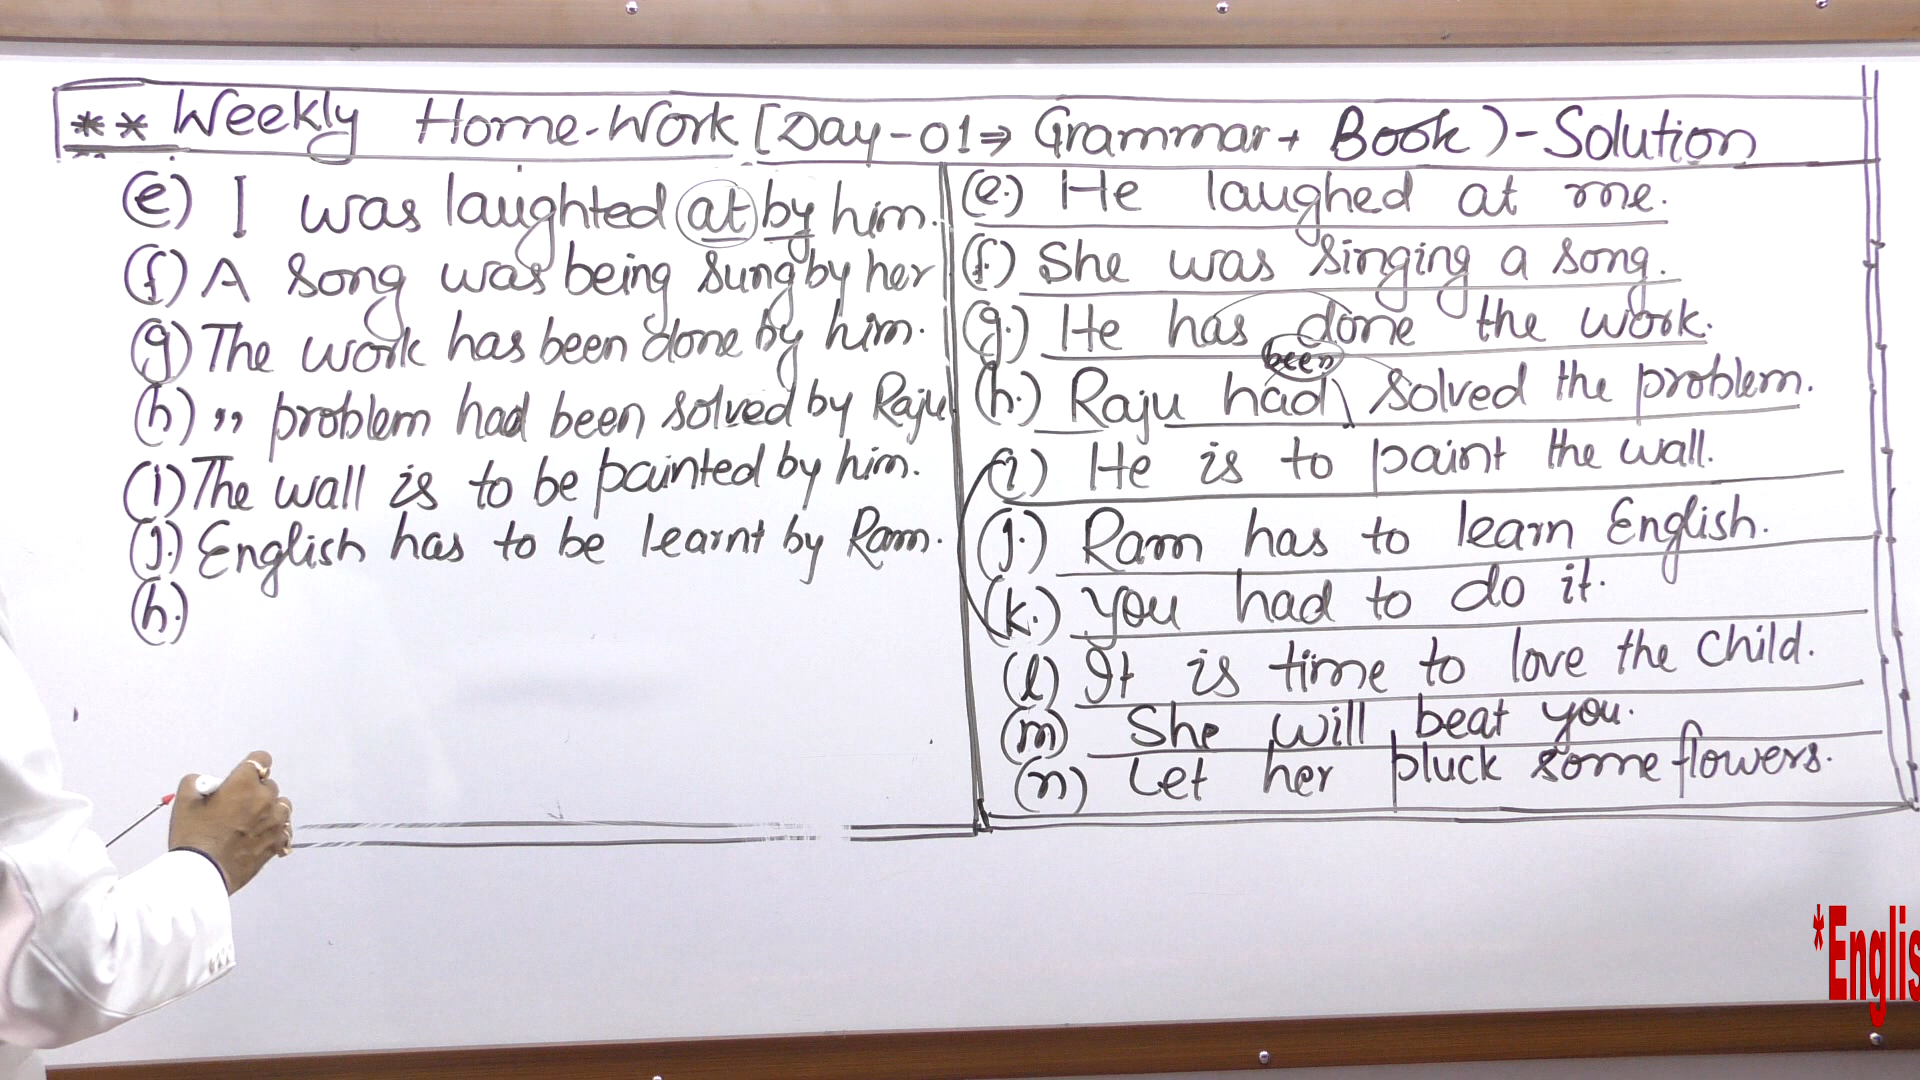 ** Weekly Home-Work [Day-01⇒ Grammar + Book)-Solution
(e) I was laughted at by him.
(f) A song was being sung by her
(g) The work has been done by him.
(h) ,, problem had been solved by Raju
(i) The wall is to be painted by him.
(j.) English has to be learnt by Ram.
(h.)
(e.) He laughed at me.
(f.) She was singing a song.
(g.) He has done the work.
been
(h.) Raju had solved the problem.
(i) He is to paint the wall.
(j.) Ram has to learn English.
(k.) You had to do it.
(l) It is time to love the child.
(m) She will beat you.
(n) Let her pluck some flowers.
*Englis